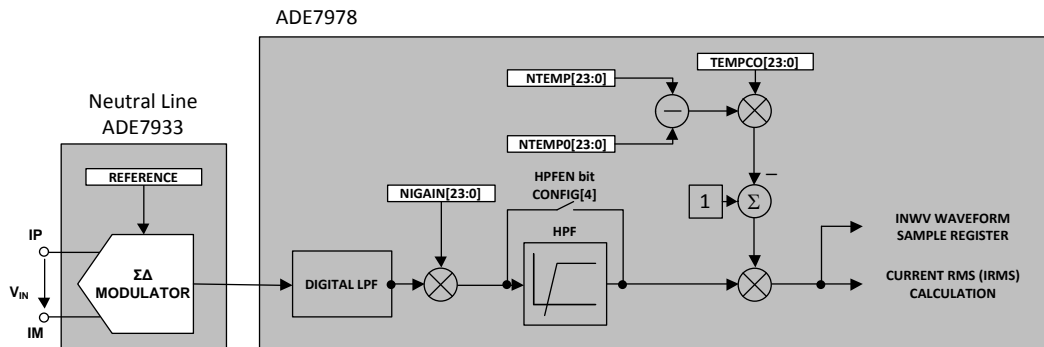 ADE7978
Neutral Line
ADE7933
REFERENCE
IP
VIN
IM
ΣΔ
MODULATOR
DIGITAL LPF
NIGAIN[23:0]
HPFEN bit
CONFIG[4]
HPF
NTEMP[23:0]
NTEMP0[23:0]
—
TEMPCO[23:0]
–
1
Σ
INWV WAVEFORM
SAMPLE REGISTER
CURRENT RMS (IRMS)
CALCULATION